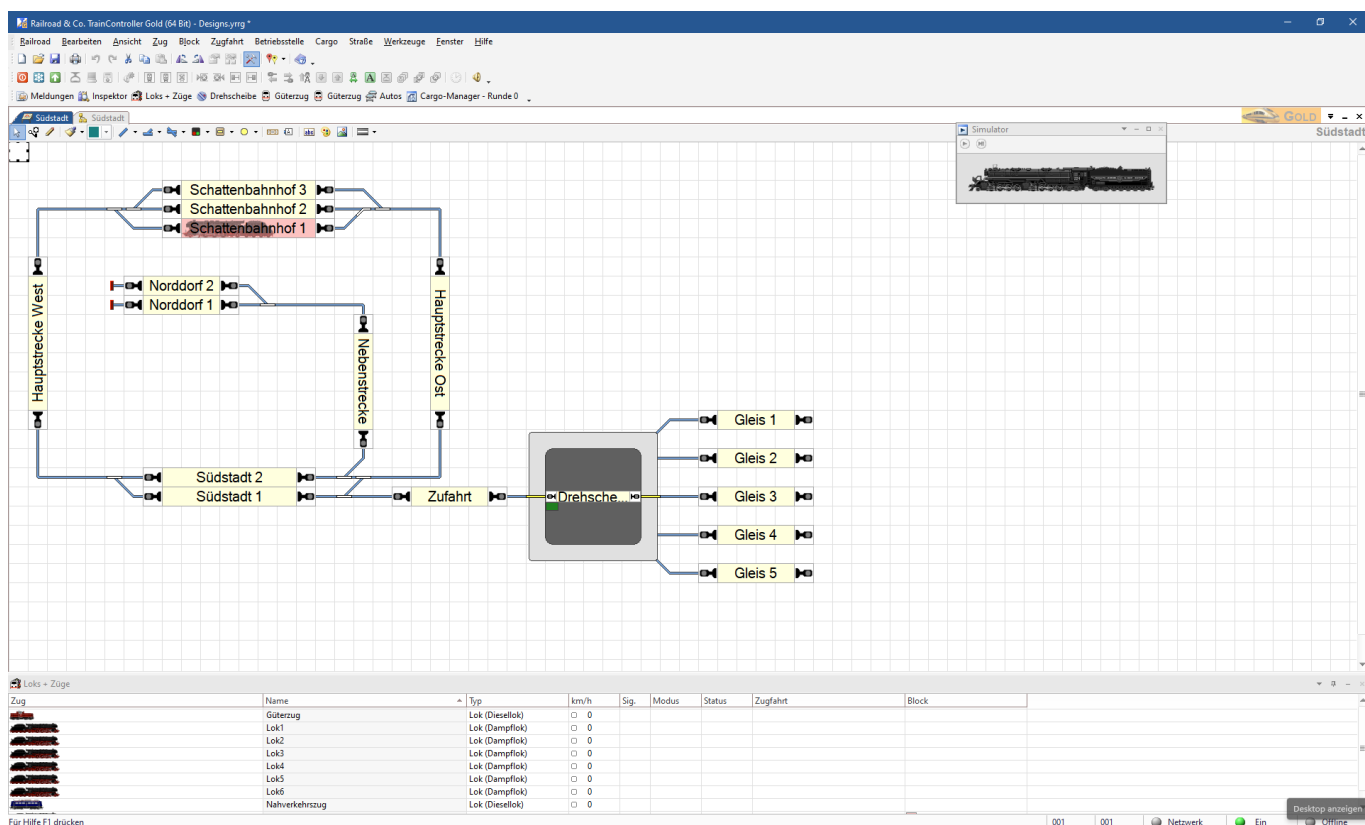 Railroad & Co. TrainController Gold (64 Bit) - Designs.yrrg *
Railroad Bearbeiten Ansicht Zug Block Zugfahrt Betriebsstelle Cargo Straße Werkzeuge Fenster Hilfe
Meldungen Inspektor Loks + Züge Drehscheibe Güterzug Güterzug Autos Cargo-Manager - Runde 0
Südstadt Südstadt
GOLD
Südstadt
Simulator
Schattenbahnhof 3
Schattenbahnhof 2
Schattenbahnhof 1
Hauptstrecke West
Norddorf 2
Norddorf 1
Nebenstrecke
Hauptstrecke Ost
Südstadt 2
Südstadt 1
Zufahrt
Drehsche...
Gleis 1
Gleis 2
Gleis 3
Gleis 4
Gleis 5
Loks + Züge
Zug Name Typ km/h Sig. Modus Status Zugfahrt Block
Güterzug Lok (Diesellok) 0
Lok1 Lok (Dampflok) 0
Lok2 Lok (Dampflok) 0
Lok3 Lok (Dampflok) 0
Lok4 Lok (Dampflok) 0
Lok5 Lok (Dampflok) 0
Lok6 Lok (Dampflok) 0
Nahverkehrszug Lok (Diesellok) 0
Desktop anzeigen
Für Hilfe F1 drücken 001 001 Netzwerk Ein Offline